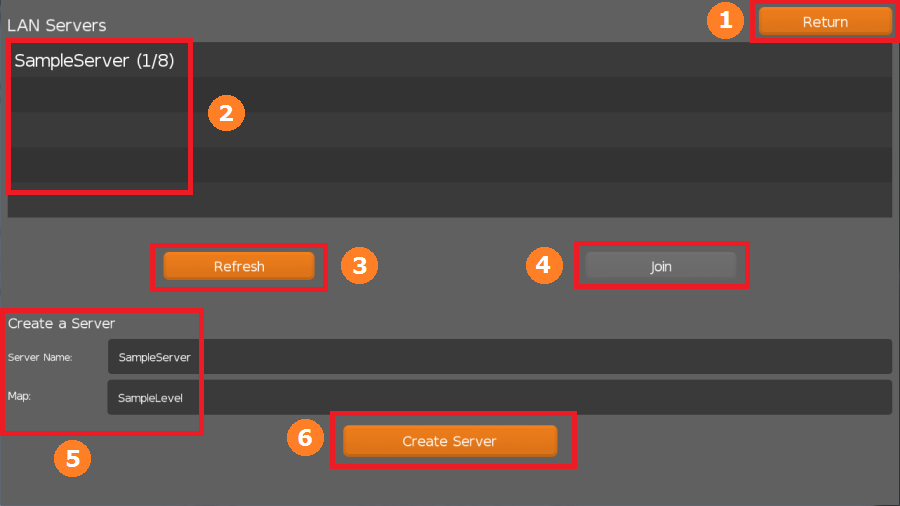 LAN Servers
1
Return
SampleServer (1/8)
2
Refresh
3
4
Join
Create a Server
Server Name:
SampleServer
Map:
SampleLevel
5
6
Create Server